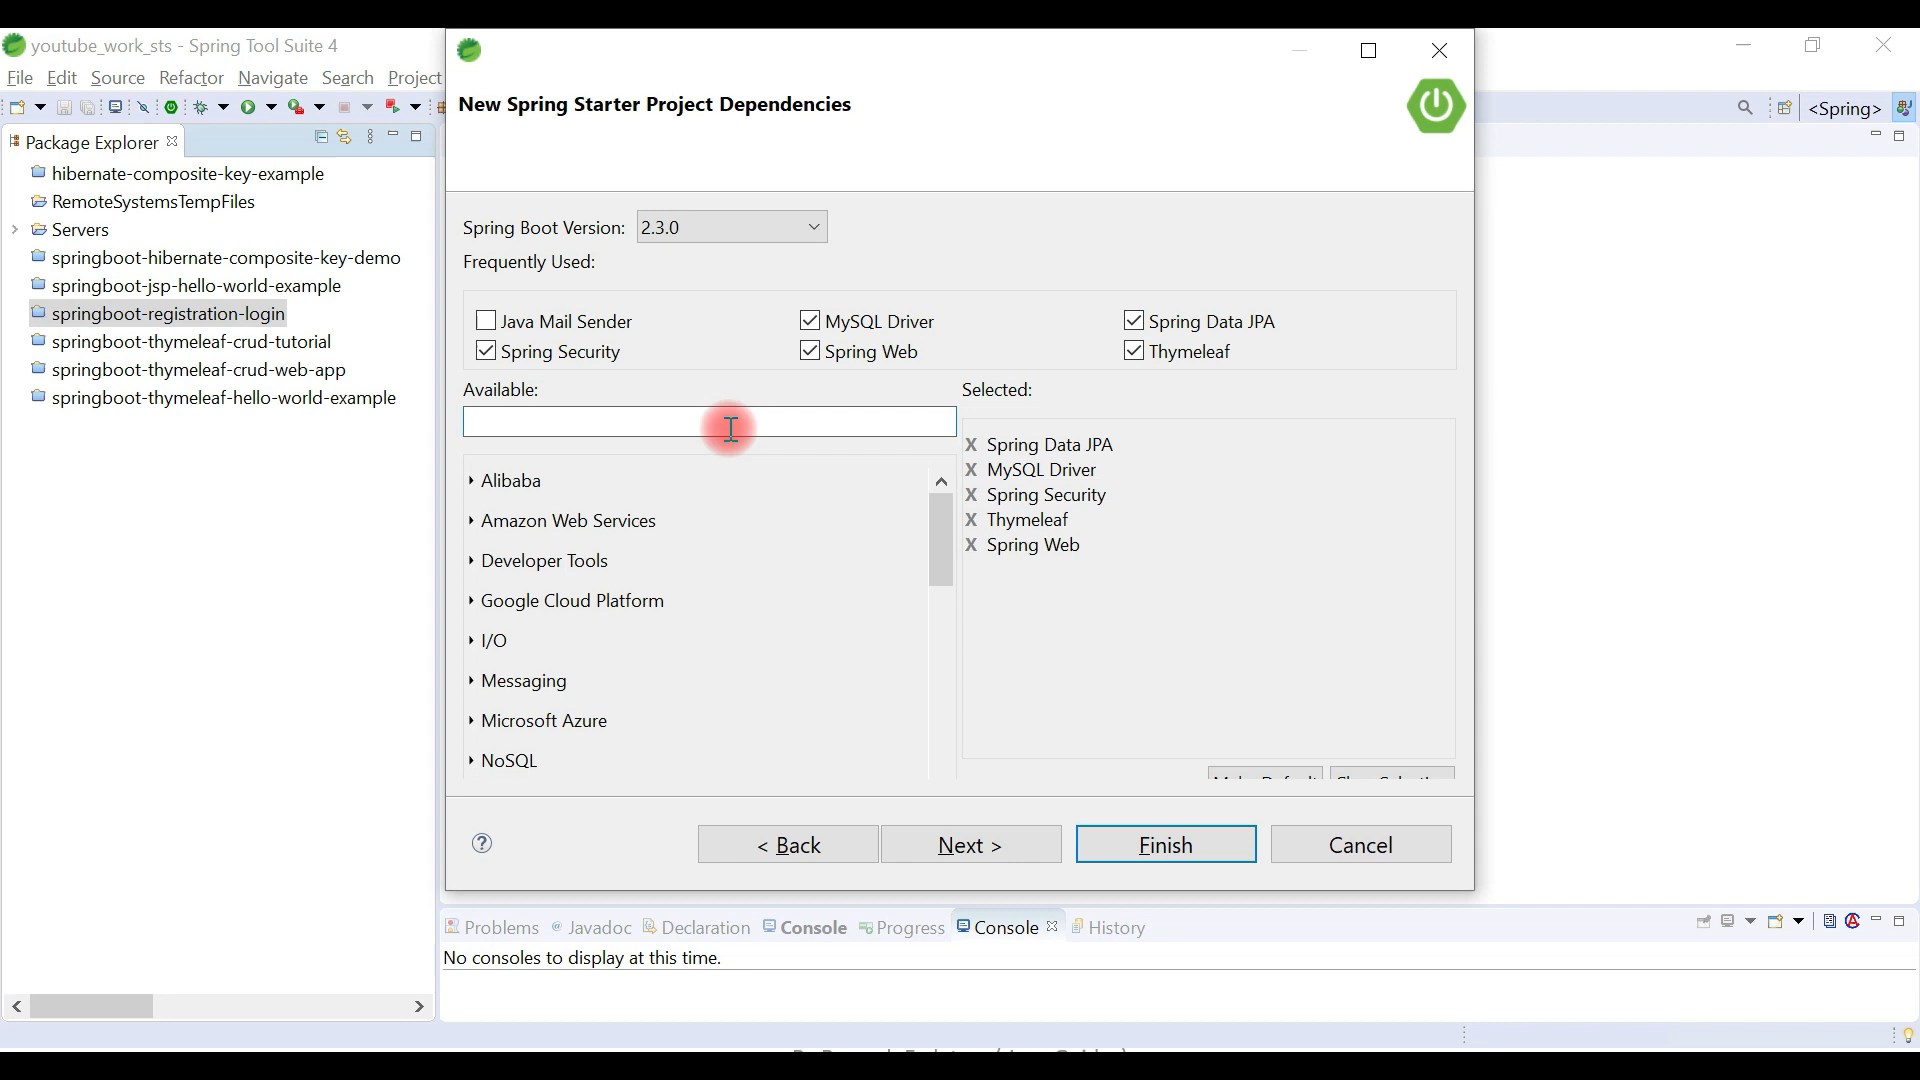 youtube_work_sts - Spring Tool Suite 4
File Edit Source Refactor Navigate Search Project
<Spring>
Package Explorer
hibernate-composite-key-example
RemoteSystemsTempFiles
Servers
springboot-hibernate-composite-key-demo
springboot-jsp-hello-world-example
springboot-registration-login
springboot-thymeleaf-crud-tutorial
springboot-thymeleaf-crud-web-app
springboot-thymeleaf-hello-world-example
New Spring Starter Project Dependencies
Spring Boot Version: 2.3.0
Frequently Used:
Java Mail Sender MySQL Driver Spring Data JPA
Spring Security Spring Web Thymeleaf
Available:
Alibaba
Amazon Web Services
Developer Tools
Google Cloud Platform
I/O
Messaging
Microsoft Azure
NoSQL
Selected:
X Spring Data JPA
X MySQL Driver
X Spring Security
X Thymeleaf
X Spring Web
< Back Next > Finish Cancel
Problems @ Javadoc Declaration Console Progress Console History
No consoles to display at this time.